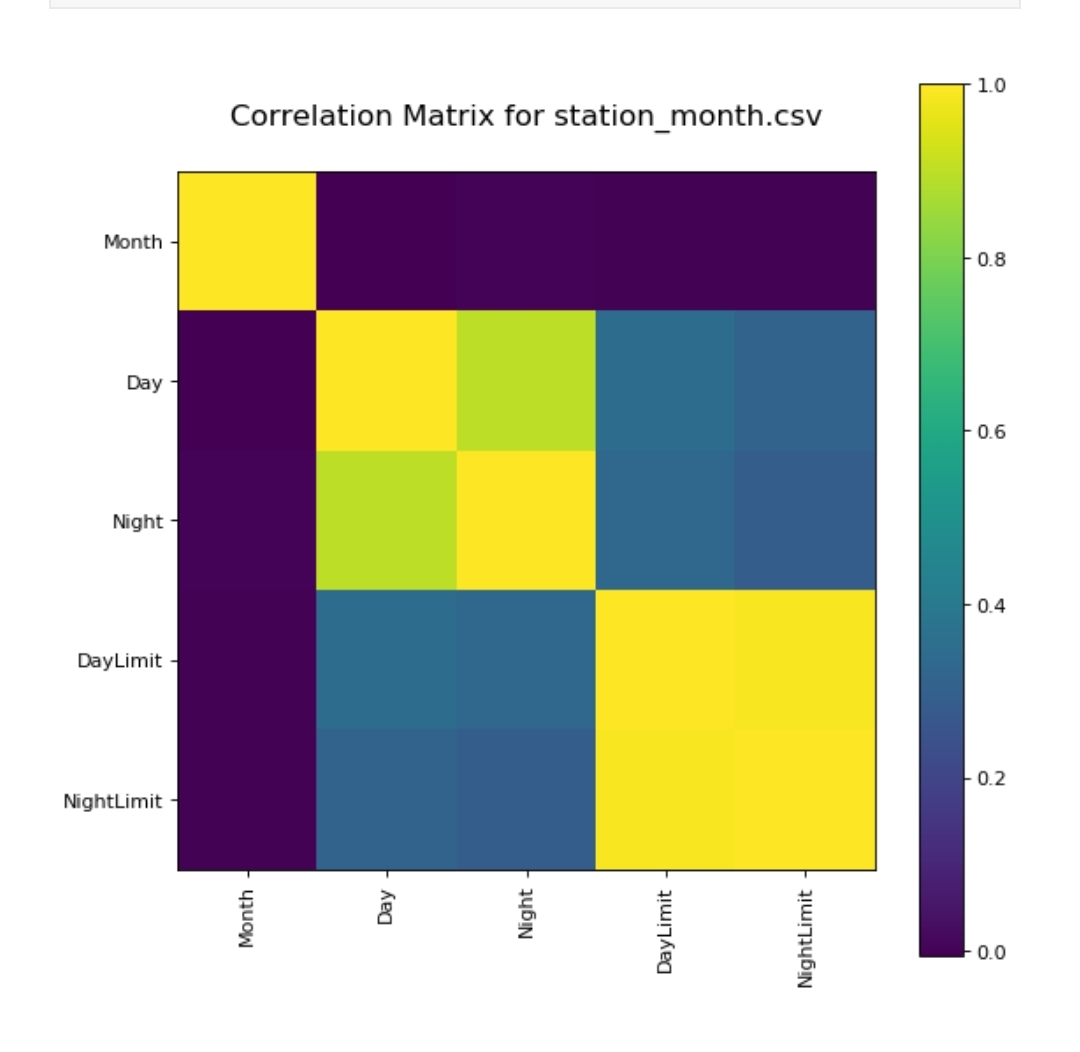 Correlation Matrix for station_month.csv
1.0
0.8
0.6
0.4
0.2
0.0
Month
Day
Night
DayLimit
NightLimit
Month
Day
Night
DayLimit
NightLimit